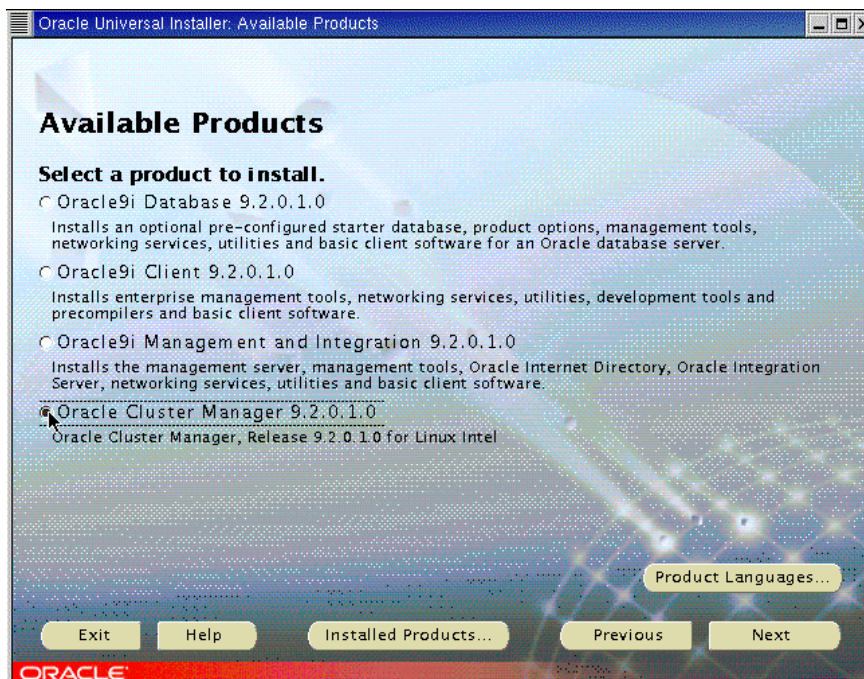 Oracle Universal Installer: Available Products
Available Products
Select a product to install.
Oracle9i Database 9.2.0.1.0
Installs an optional pre-configured starter database, product options, management tools,
networking services, utilities and basic client software for an Oracle database server.
Oracle9i Client 9.2.0.1.0
Installs enterprise management tools, networking services, utilities, development tools and
precompilers and basic client software.
Oracle9i Management and Integration 9.2.0.1.0
Installs the management server, management tools, Oracle Internet Directory, Oracle Integration
Server, networking services, utilities and basic client software.
Oracle Cluster Manager 9.2.0.1.0
Oracle Cluster Manager, Release 9.2.0.1.0 for Linux Intel
Product Languages...
Exit Help Installed Products... Previous Next
ORACLE